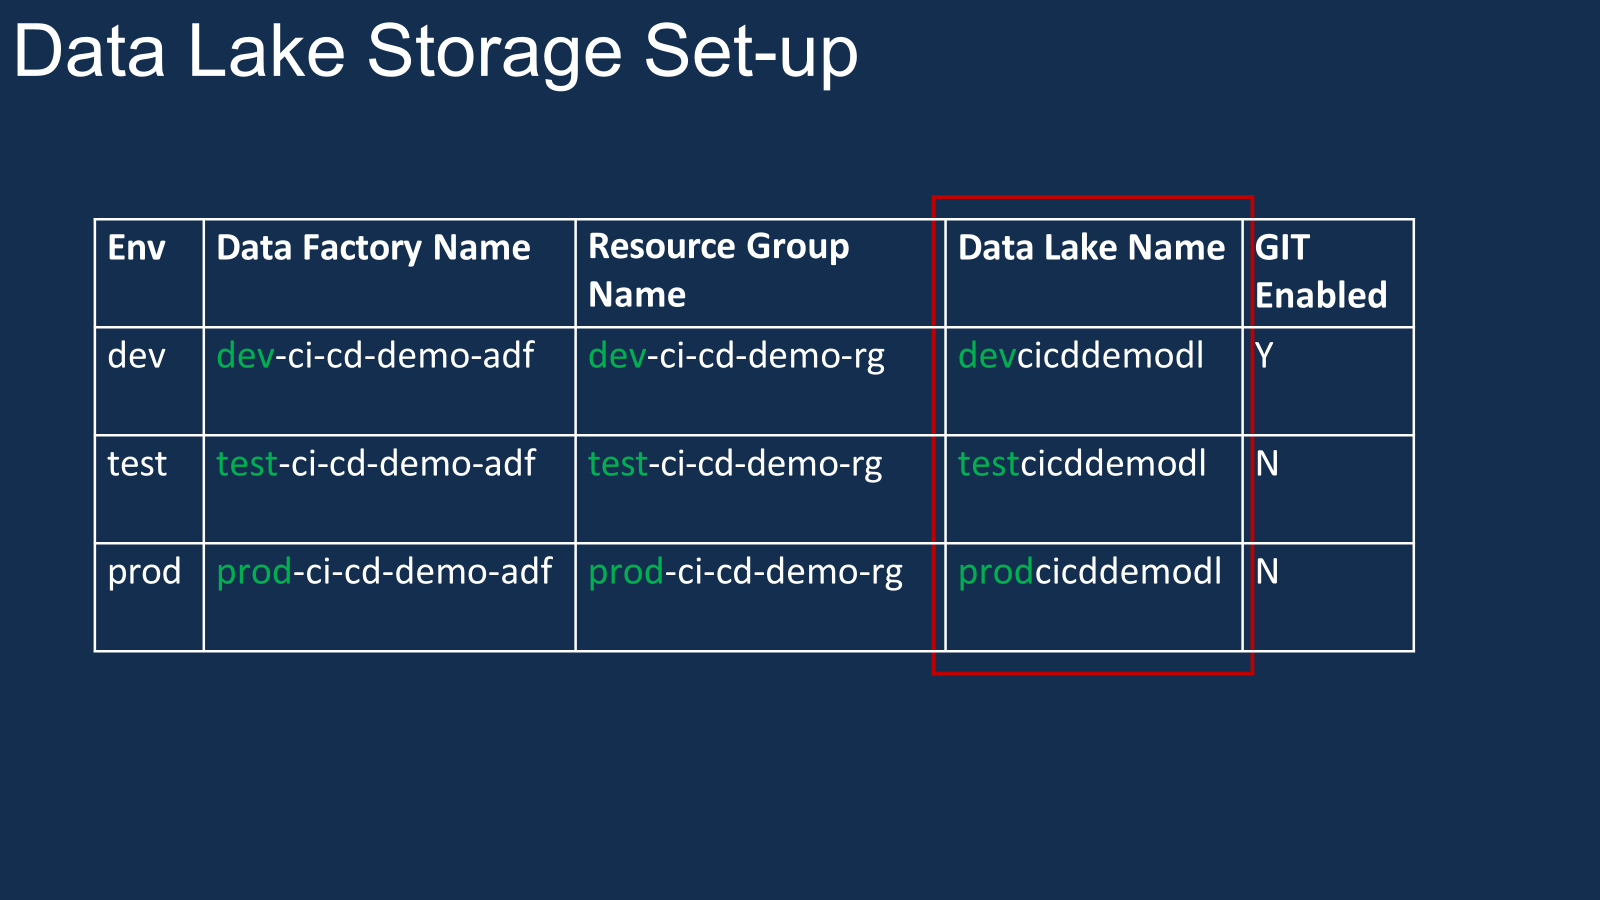 Data Lake Storage Set-up
Env Data Factory Name Resource Group Name Data Lake Name GIT Enabled
dev dev-ci-cd-demo-adf dev-ci-cd-demo-rg devcicddemodl Y
test test-ci-cd-demo-adf test-ci-cd-demo-rg testcicddemodl N
prod prod-ci-cd-demo-adf prod-ci-cd-demo-rg prodcicddemodl N